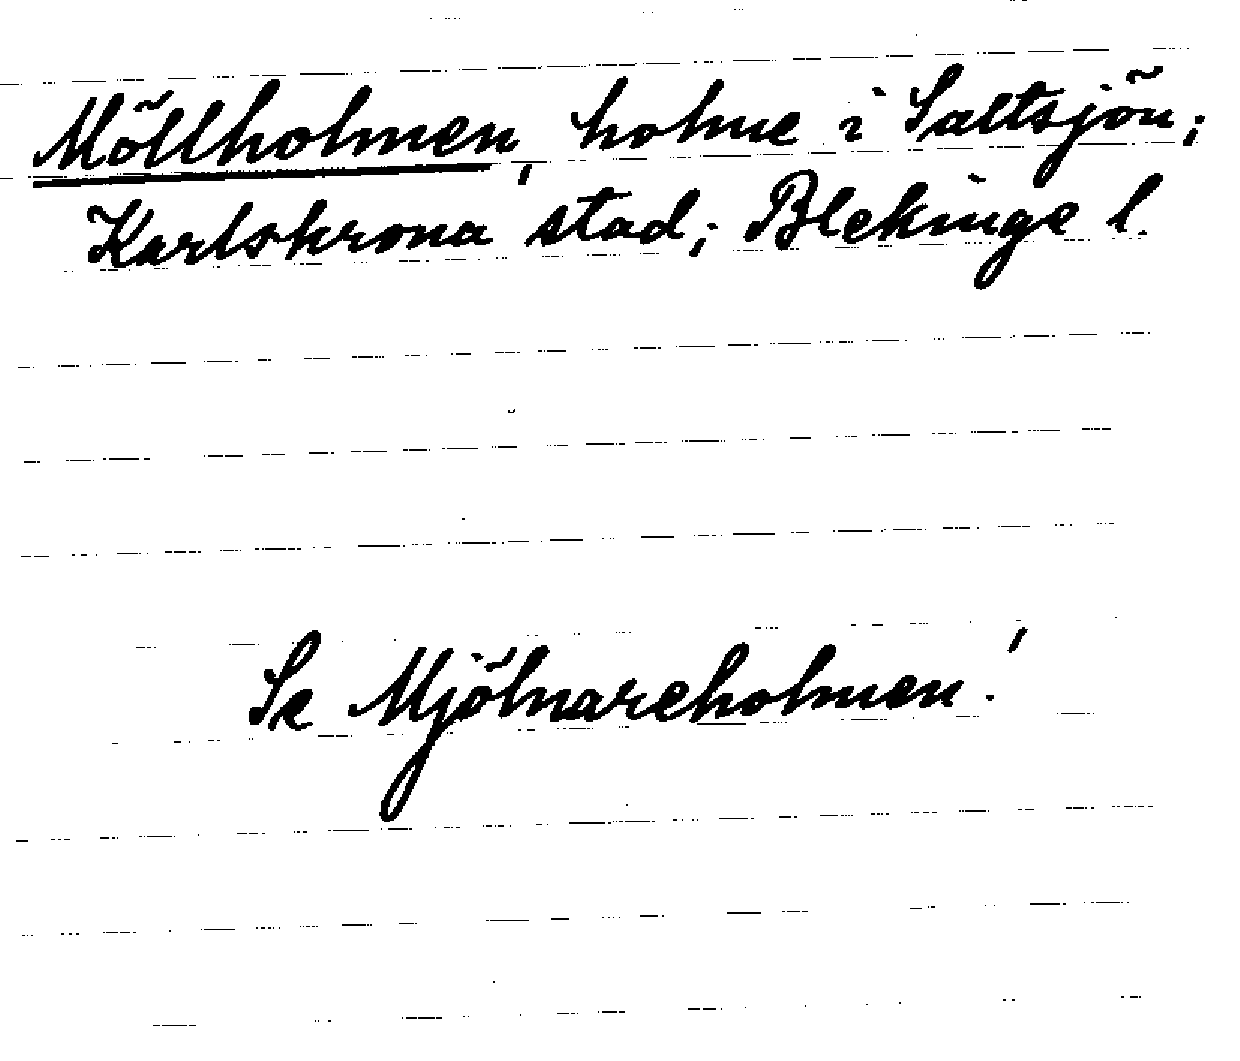 Möllholmen, holme i Saltsjön;
Karlskrona stad; Blekinge l.
Se Mjölnareholmen!